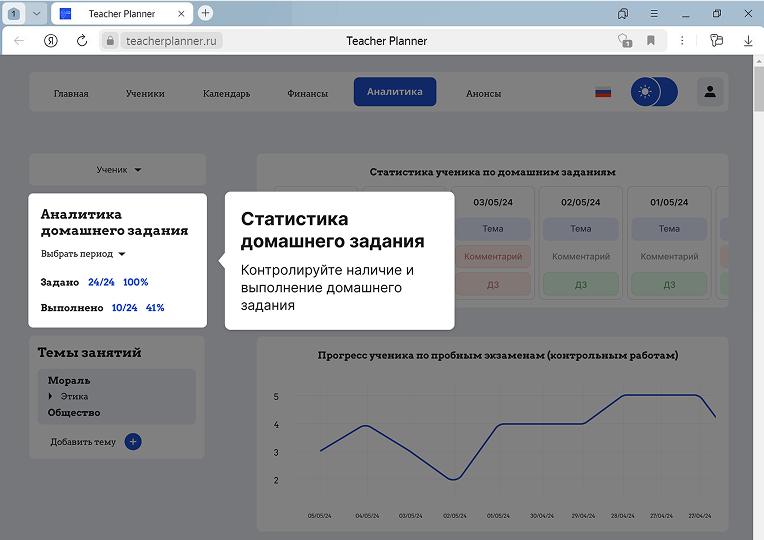 1
Teacher Planner
teacherplanner.ru
Teacher Planner
1
Главная
Ученики
Календарь
Финансы
Аналитика
Анонсы
Ученик
Аналитика
домашнего задания
Выбрать период
Задано 24/24 100%
Выполнено 10/24 41%
Статистика
домашнего задания
Контролируйте наличие и
выполнение домашнего
задания
Статистика ученика по домашним заданиям
03/05/24
02/05/24
01/05/24
Тема
Тема
Тема
Комментарий
Комментарий
Комментарий
ДЗ
ДЗ
ДЗ
Темы занятий
Мораль
Этика
Общество
Добавить тему
Прогресс ученика по пробным экзаменам (контрольным работам)
5
4
3
2
05/05/24
04/05/24
03/05/24
02/05/24
01/05/24
30/04/24
29/04/24
28/04/24
27/04/24
27/04/24